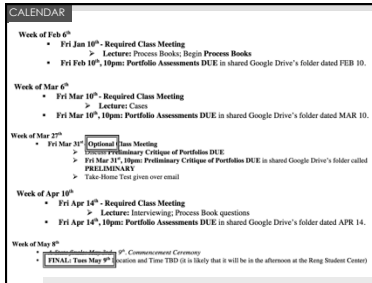 CALENDAR
Week of Feb 6th
Fri Jan 10th - Required Class Meeting
Lecture: Process Books; Begin Process Books
Fri Feb 10th, 10pm: Portfolio Assessments DUE in shared Google Drive's folder dated FEB 10.
Week of Mar 6th
Fri Mar 10th - Required Class Meeting
Lecture: Cases
Fri Mar 10th, 10pm: Portfolio Assessments DUE in shared Google Drive's folder dated MAR 10.
Week of Mar 27th
Fri Mar 31st - Optional Class Meeting
Discuss Preliminary Critique of Portfolios DUE
Fri Mar 31st, 10pm: Preliminary Critique of Portfolios DUE in shared Google Drive's folder called
PRELIMINARY
Take-Home Test given over email
Week of Apr 10th
Fri Apr 14th - Required Class Meeting
Lecture: Interviewing; Process Book questions
Fri Apr 14th, 10pm: Portfolio Assessments DUE in shared Google Drive's folder dated APR 14.
Week of May 8th
9th. Commencement Ceremony
FINAL: Tues May 9th Location and Time TBD (it is likely that it will be in the afternoon at the Reng Student Center)